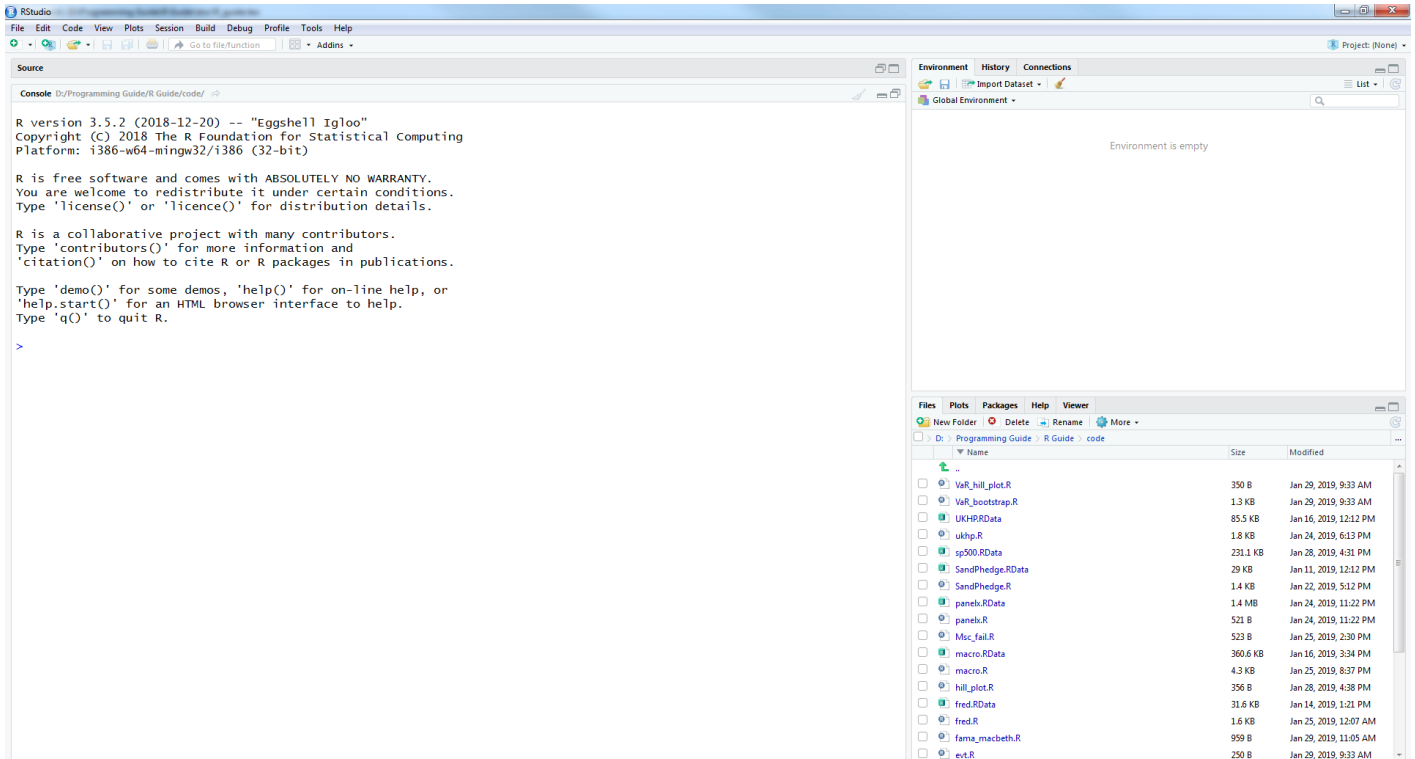 RStudio
File Edit Code View Plots Session Build Debug Profile Tools Help
Go to file/function Addins
Project: (None)
Source
Console D:/Programming Guide/R Guide/code/
R version 3.5.2 (2018-12-20) -- "Eggshell Igloo"
Copyright (C) 2018 The R Foundation for Statistical Computing
Platform: i386-w64-mingw32/i386 (32-bit)
R is free software and comes with ABSOLUTELY NO WARRANTY.
You are welcome to redistribute it under certain conditions.
Type 'license()' or 'licence()' for distribution details.
R is a collaborative project with many contributors.
Type 'contributors()' for more information and
'citation()' on how to cite R or R packages in publications.
Type 'demo()' for some demos, 'help()' for on-line help, or
'help.start()' for an HTML browser interface to help.
Type 'q()' to quit R.
>
Environment History Connections
Import Dataset List
Global Environment
Environment is empty
Files Plots Packages Help Viewer
New Folder Delete Rename More
D: > Programming Guide > R Guide > code ...
Name Size Modified
..
VaR_hill_plot.R 350 B Jan 29, 2019, 9:33 AM
VaR_bootstrap.R 1.3 KB Jan 29, 2019, 9:33 AM
UKHP.RData 85.5 KB Jan 16, 2019, 12:12 PM
ukhp.R 1.8 KB Jan 24, 2019, 6:13 PM
sp500.RData 231.1 KB Jan 28, 2019, 4:31 PM
SandPhedge.RData 29 KB Jan 11, 2019, 12:12 PM
SandPhedge.R 1.4 KB Jan 22, 2019, 5:12 PM
panelx.RData 1.4 MB Jan 24, 2019, 11:22 PM
panelx.R 521 B Jan 24, 2019, 11:22 PM
Msc_fail.R 523 B Jan 25, 2019, 2:30 PM
macro.RData 360.6 KB Jan 16, 2019, 3:34 PM
macro.R 4.3 KB Jan 25, 2019, 8:37 PM
hill_plot.R 356 B Jan 28, 2019, 4:38 PM
fred.RData 31.6 KB Jan 14, 2019, 1:21 PM
fred.R 1.6 KB Jan 25, 2019, 12:07 AM
fama_macbeth.R 959 B Jan 29, 2019, 11:05 AM
evt.R 250 B Jan 29, 2019, 9:33 AM